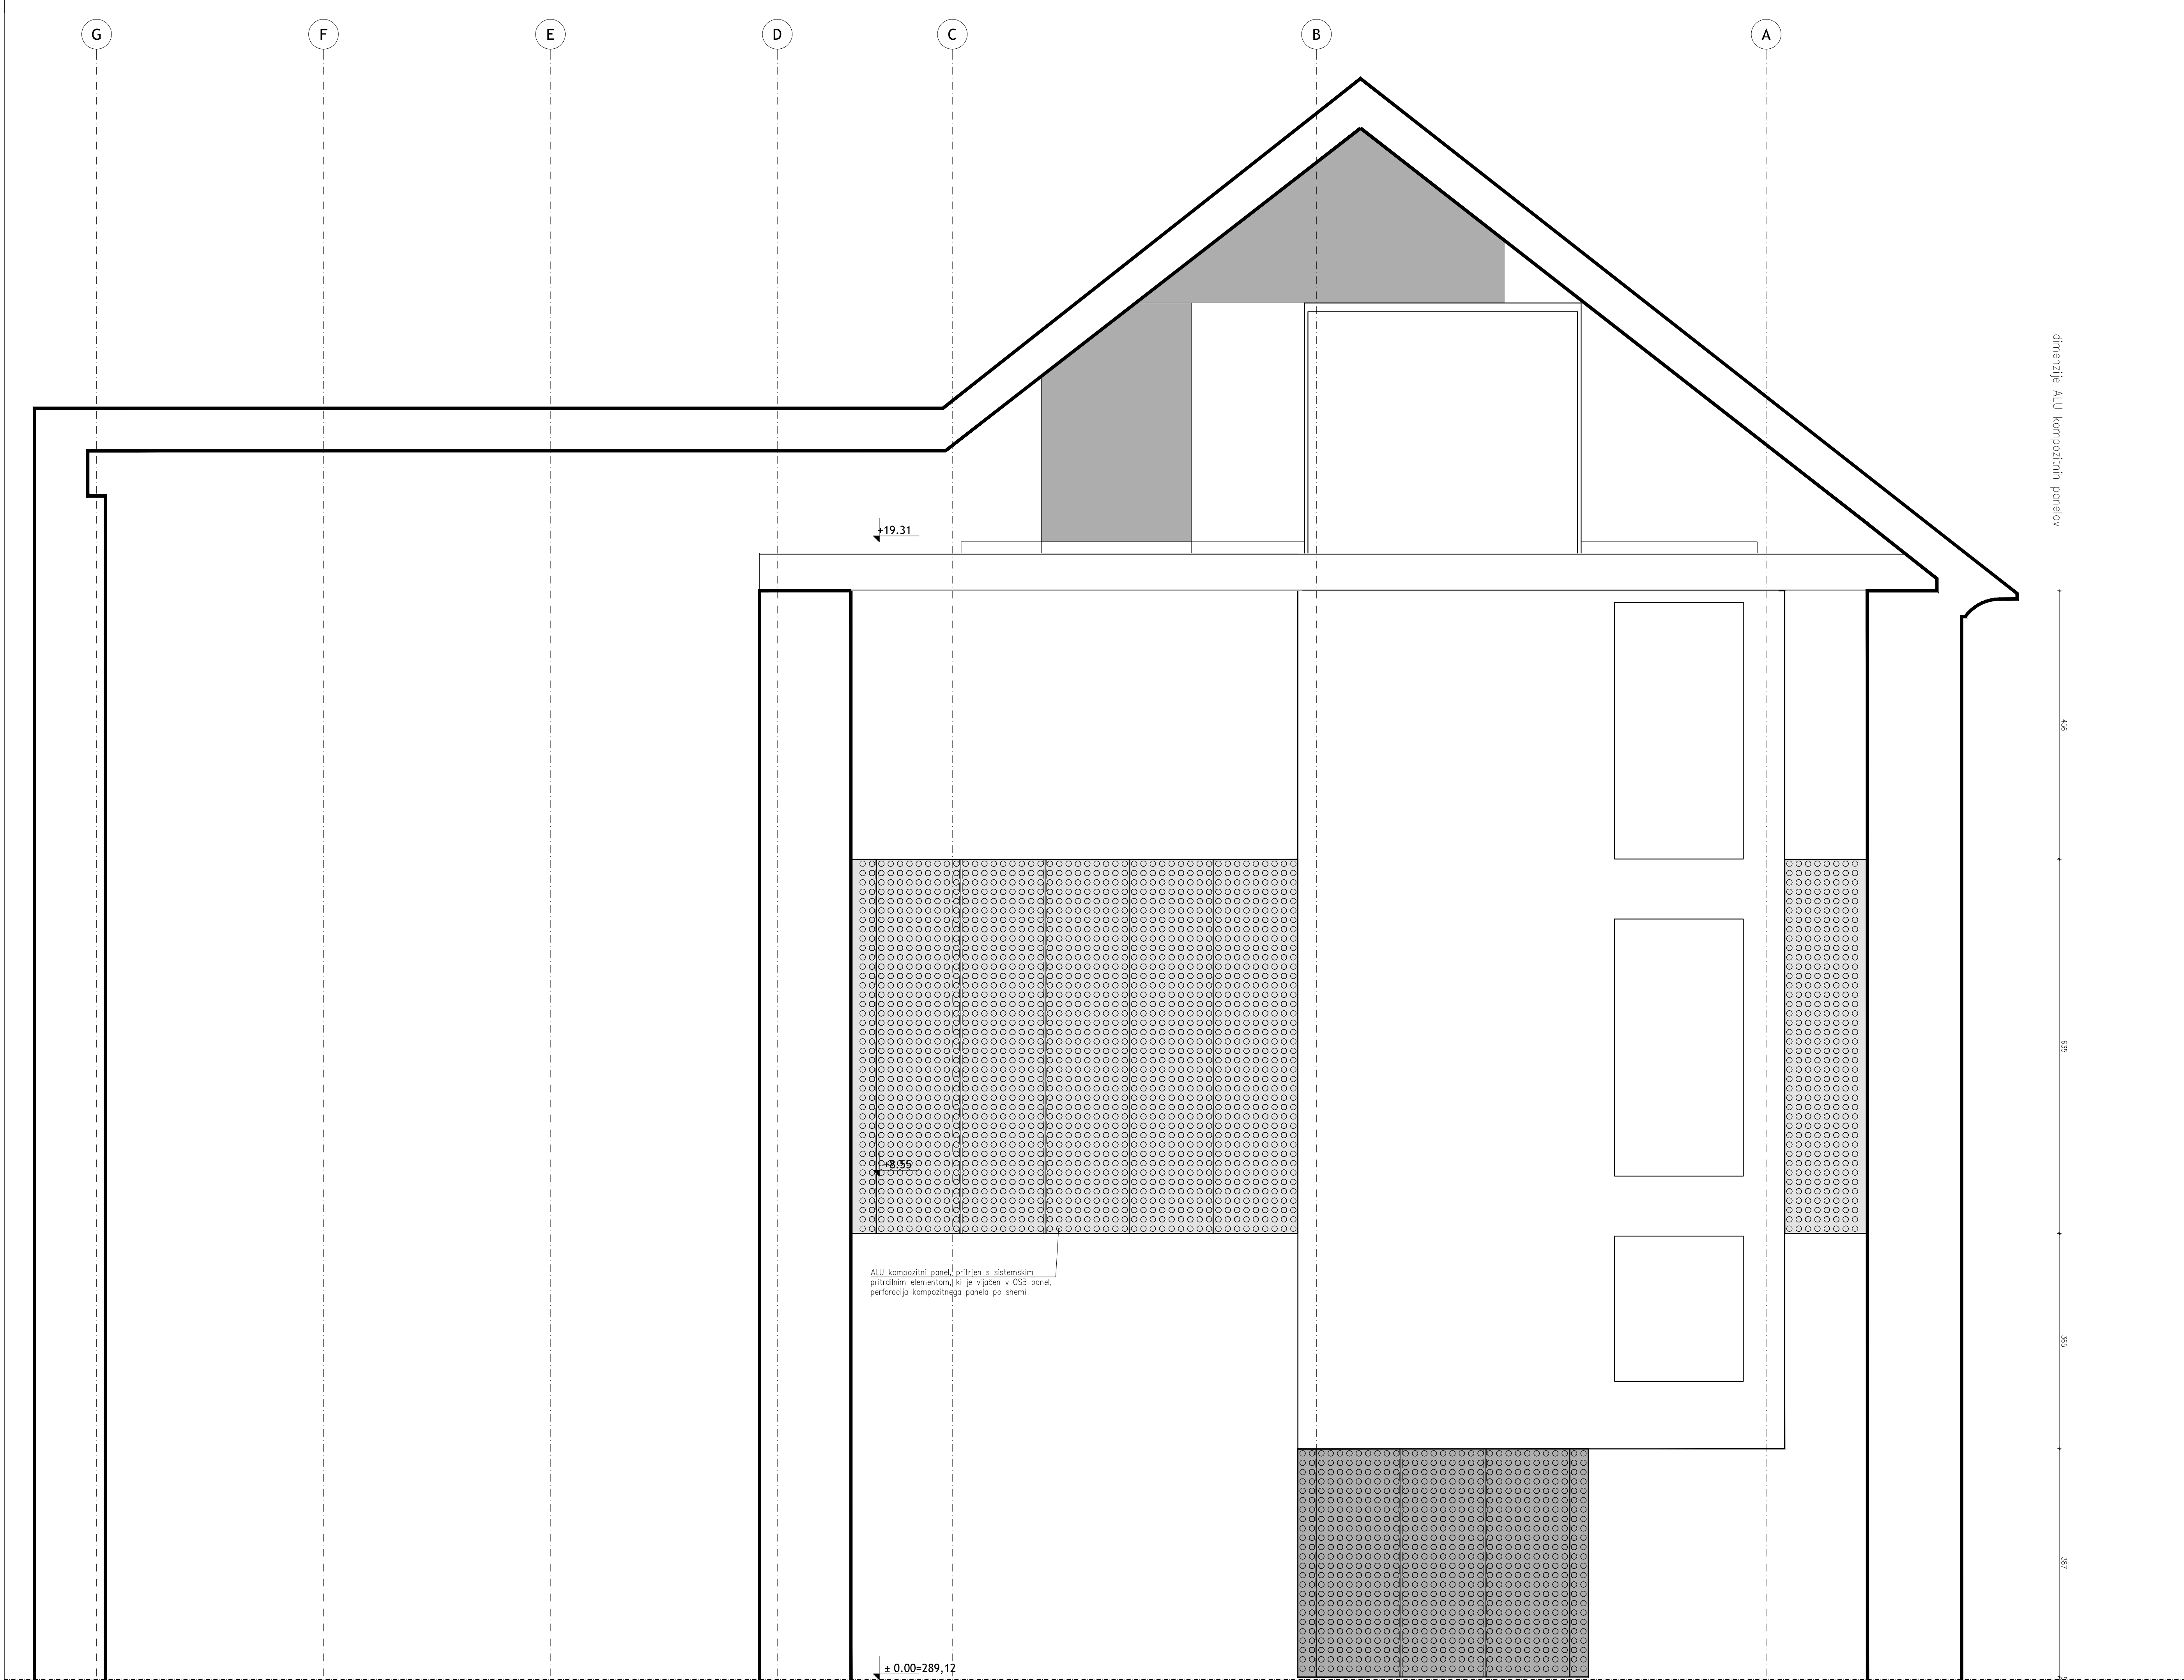 G F E D C B A
dimenzije ALU kompozitnih panelov
+19.31
456
635
+8.55
ALU kompozitni panel, pritrjen s sistemskim
pritrdilnim elementom, ki je vijačen v OSB panel,
perforacija kompozitnega panela po shemi
365
387
± 0.00=289,12